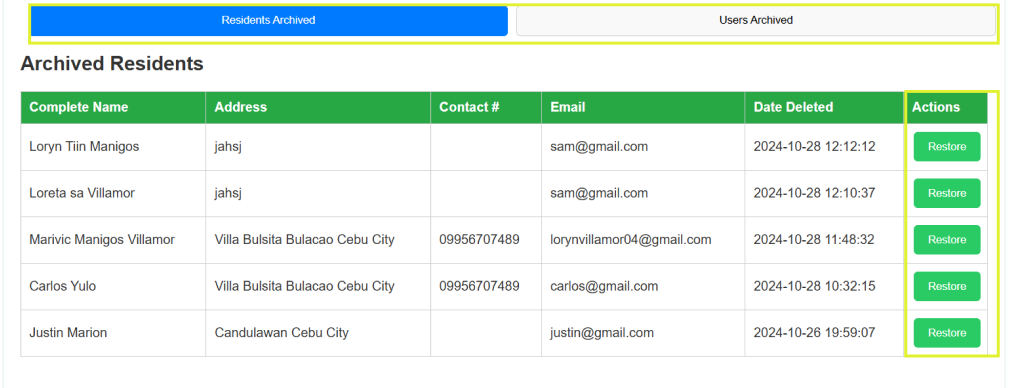 Residents Archived Users Archived
Archived Residents
Complete Name Address Contact # Email Date Deleted Actions
Loryn Tiin Manigos jahsj sam@gmail.com 2024-10-28 12:12:12 Restore
Loreta sa Villamor jahsj sam@gmail.com 2024-10-28 12:10:37 Restore
Marivic Manigos Villamor Villa Bulsita Bulacao Cebu City 09956707489 lorynvillamor04@gmail.com 2024-10-28 11:48:32 Restore
Carlos Yulo Villa Bulsita Bulacao Cebu City 09956707489 carlos@gmail.com 2024-10-28 10:32:15 Restore
Justin Marion Candulawan Cebu City justin@gmail.com 2024-10-26 19:59:07 Restore